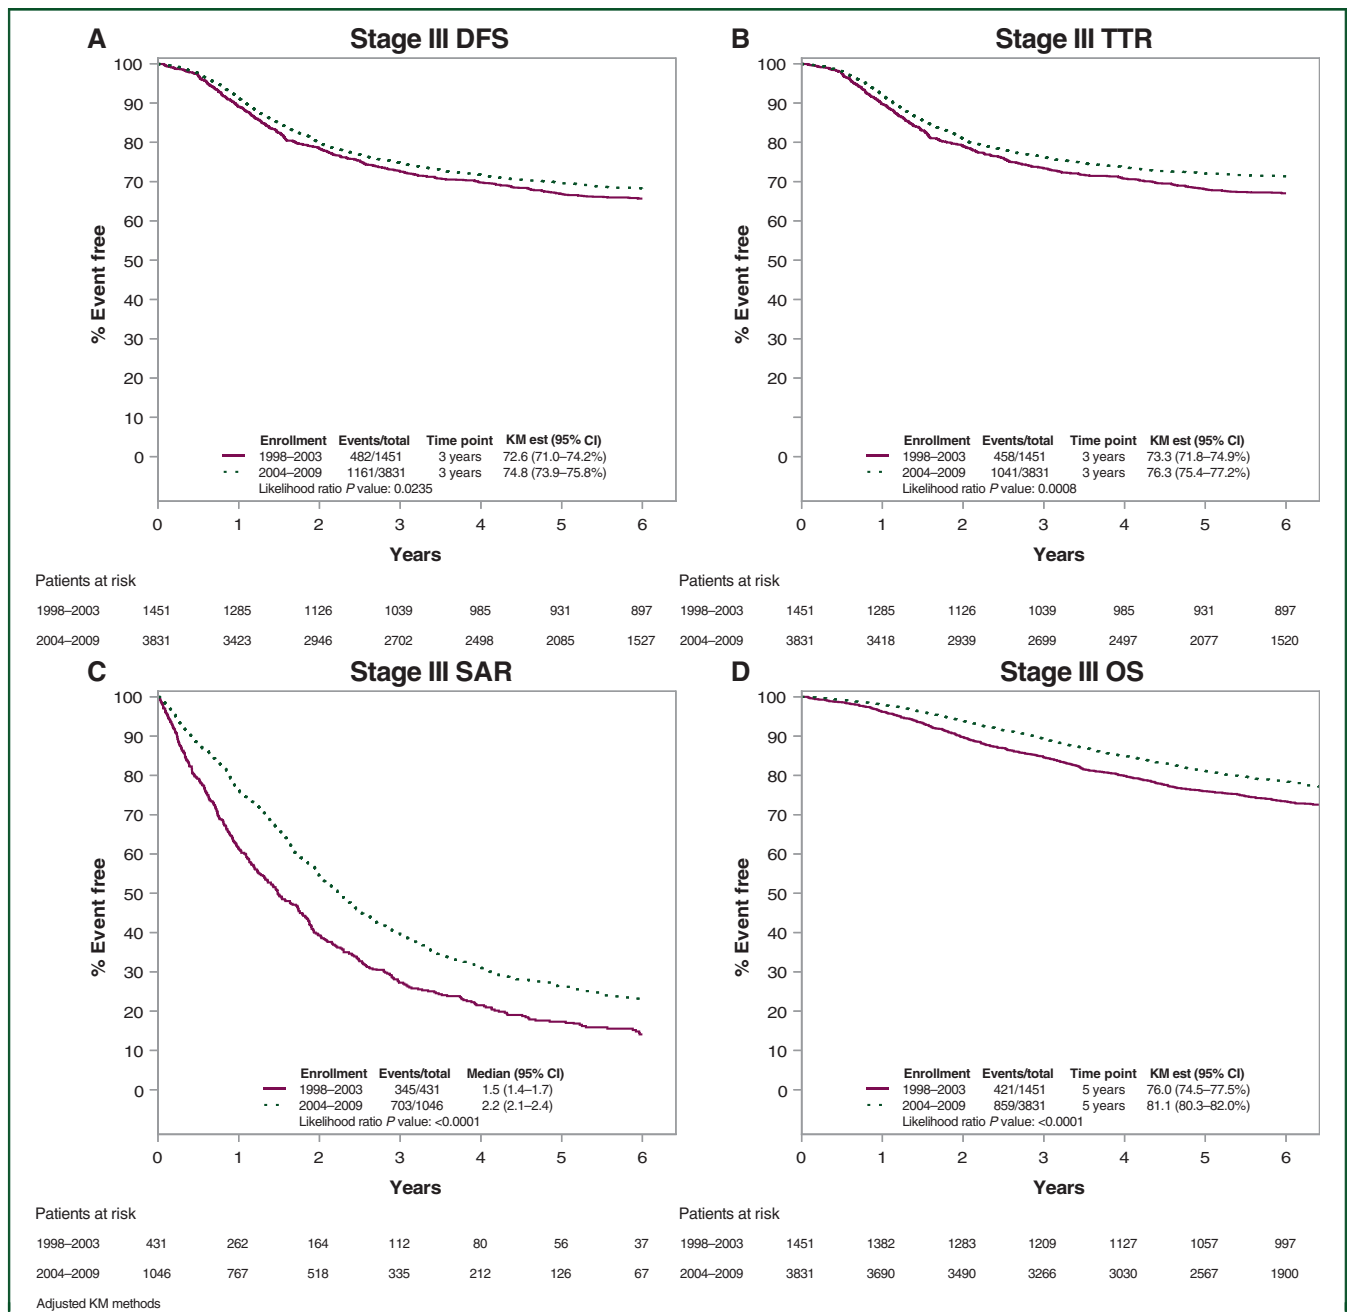 A
Stage III DFS
100
90
80
70
60
50
40
30
20
10
0
% Event free
Enrollment Events/total Time point KM est (95% CI)
1998–2003 482/1451 3 years 72.6 (71.0–74.2%)
2004–2009 1161/3831 3 years 74.8 (73.9–75.8%)
Likelihood ratio P value: 0.0235
0 1 2 3 4 5 6
Years
Patients at risk
1998–2003 1451 1285 1126 1039 985 931 897
2004–2009 3831 3423 2946 2702 2498 2085 1527
B
Stage III TTR
100
90
80
70
60
50
40
30
20
0
% Event free
Enrollment Events/total Time point KM est (95% CI)
1998–2003 458/1451 3 years 73.3 (71.8–74.9%)
2004–2009 1041/3831 3 years 76.3 (75.4–77.2%)
Likelihood ratio P value: 0.0008
0 1 2 3 4 5 6
Years
Patients at risk
1998–2003 1451 1285 1126 1039 985 931 897
2004–2009 3831 3418 2939 2699 2497 2077 1520
C
Stage III SAR
100
90
80
70
60
50
40
30
20
10
0
% Event free
Enrollment Events/total Median (95% CI)
1998–2003 345/431 1.5 (1.4–1.7)
2004–2009 703/1046 2.2 (2.1–2.4)
Likelihood ratio P value: <0.0001
0 1 2 3 4 5 6
Years
Patients at risk
1998–2003 431 262 164 112 80 56 37
2004–2009 1046 767 518 335 212 126 67
D
Stage III OS
100
90
80
70
60
50
40
30
20
10
0
% Event free
Enrollment Events/total Time point KM est (95% CI)
1998–2003 421/1451 5 years 76.0 (74.5–77.5%)
2004–2009 859/3831 5 years 81.1 (80.3–82.0%)
Likelihood ratio P value: <0.0001
0 1 2 3 4 5 6
Years
Patients at risk
1998–2003 1451 1382 1283 1209 1127 1057 997
2004–2009 3831 3690 3490 3266 3030 2567 1900
Adjusted KM methods